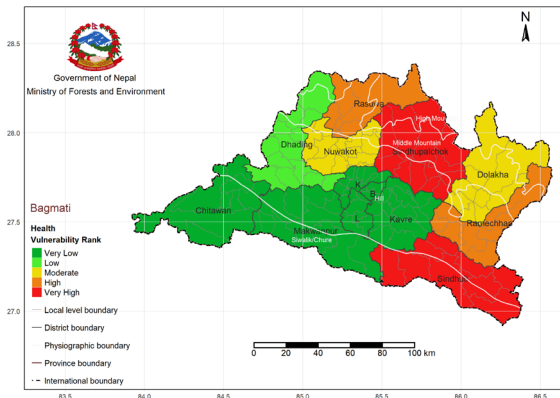 N
28.5
Government of Nepal
Ministry of Forests and Environment
Rasuwa
High Mou
28.0
Dhading
Middle Mountain
Nuwakot
Sindhupalchok
Dolakha
K
B
Hill
Bagmati
Chitawan
L
Kavre
Ramechhap
27.5
Makwanpur
Siwalik/Chure
Health
Vulnerability Rank
Very Low
Low
Moderate
High
Very High
Sindhuli
Local level boundary
27.0
District boundary
Physiographic boundary
0 20 40 60 80 100 km
Province boundary
International boundary
83.5 84.0 84.5 85.0 85.5 86.0 86.5